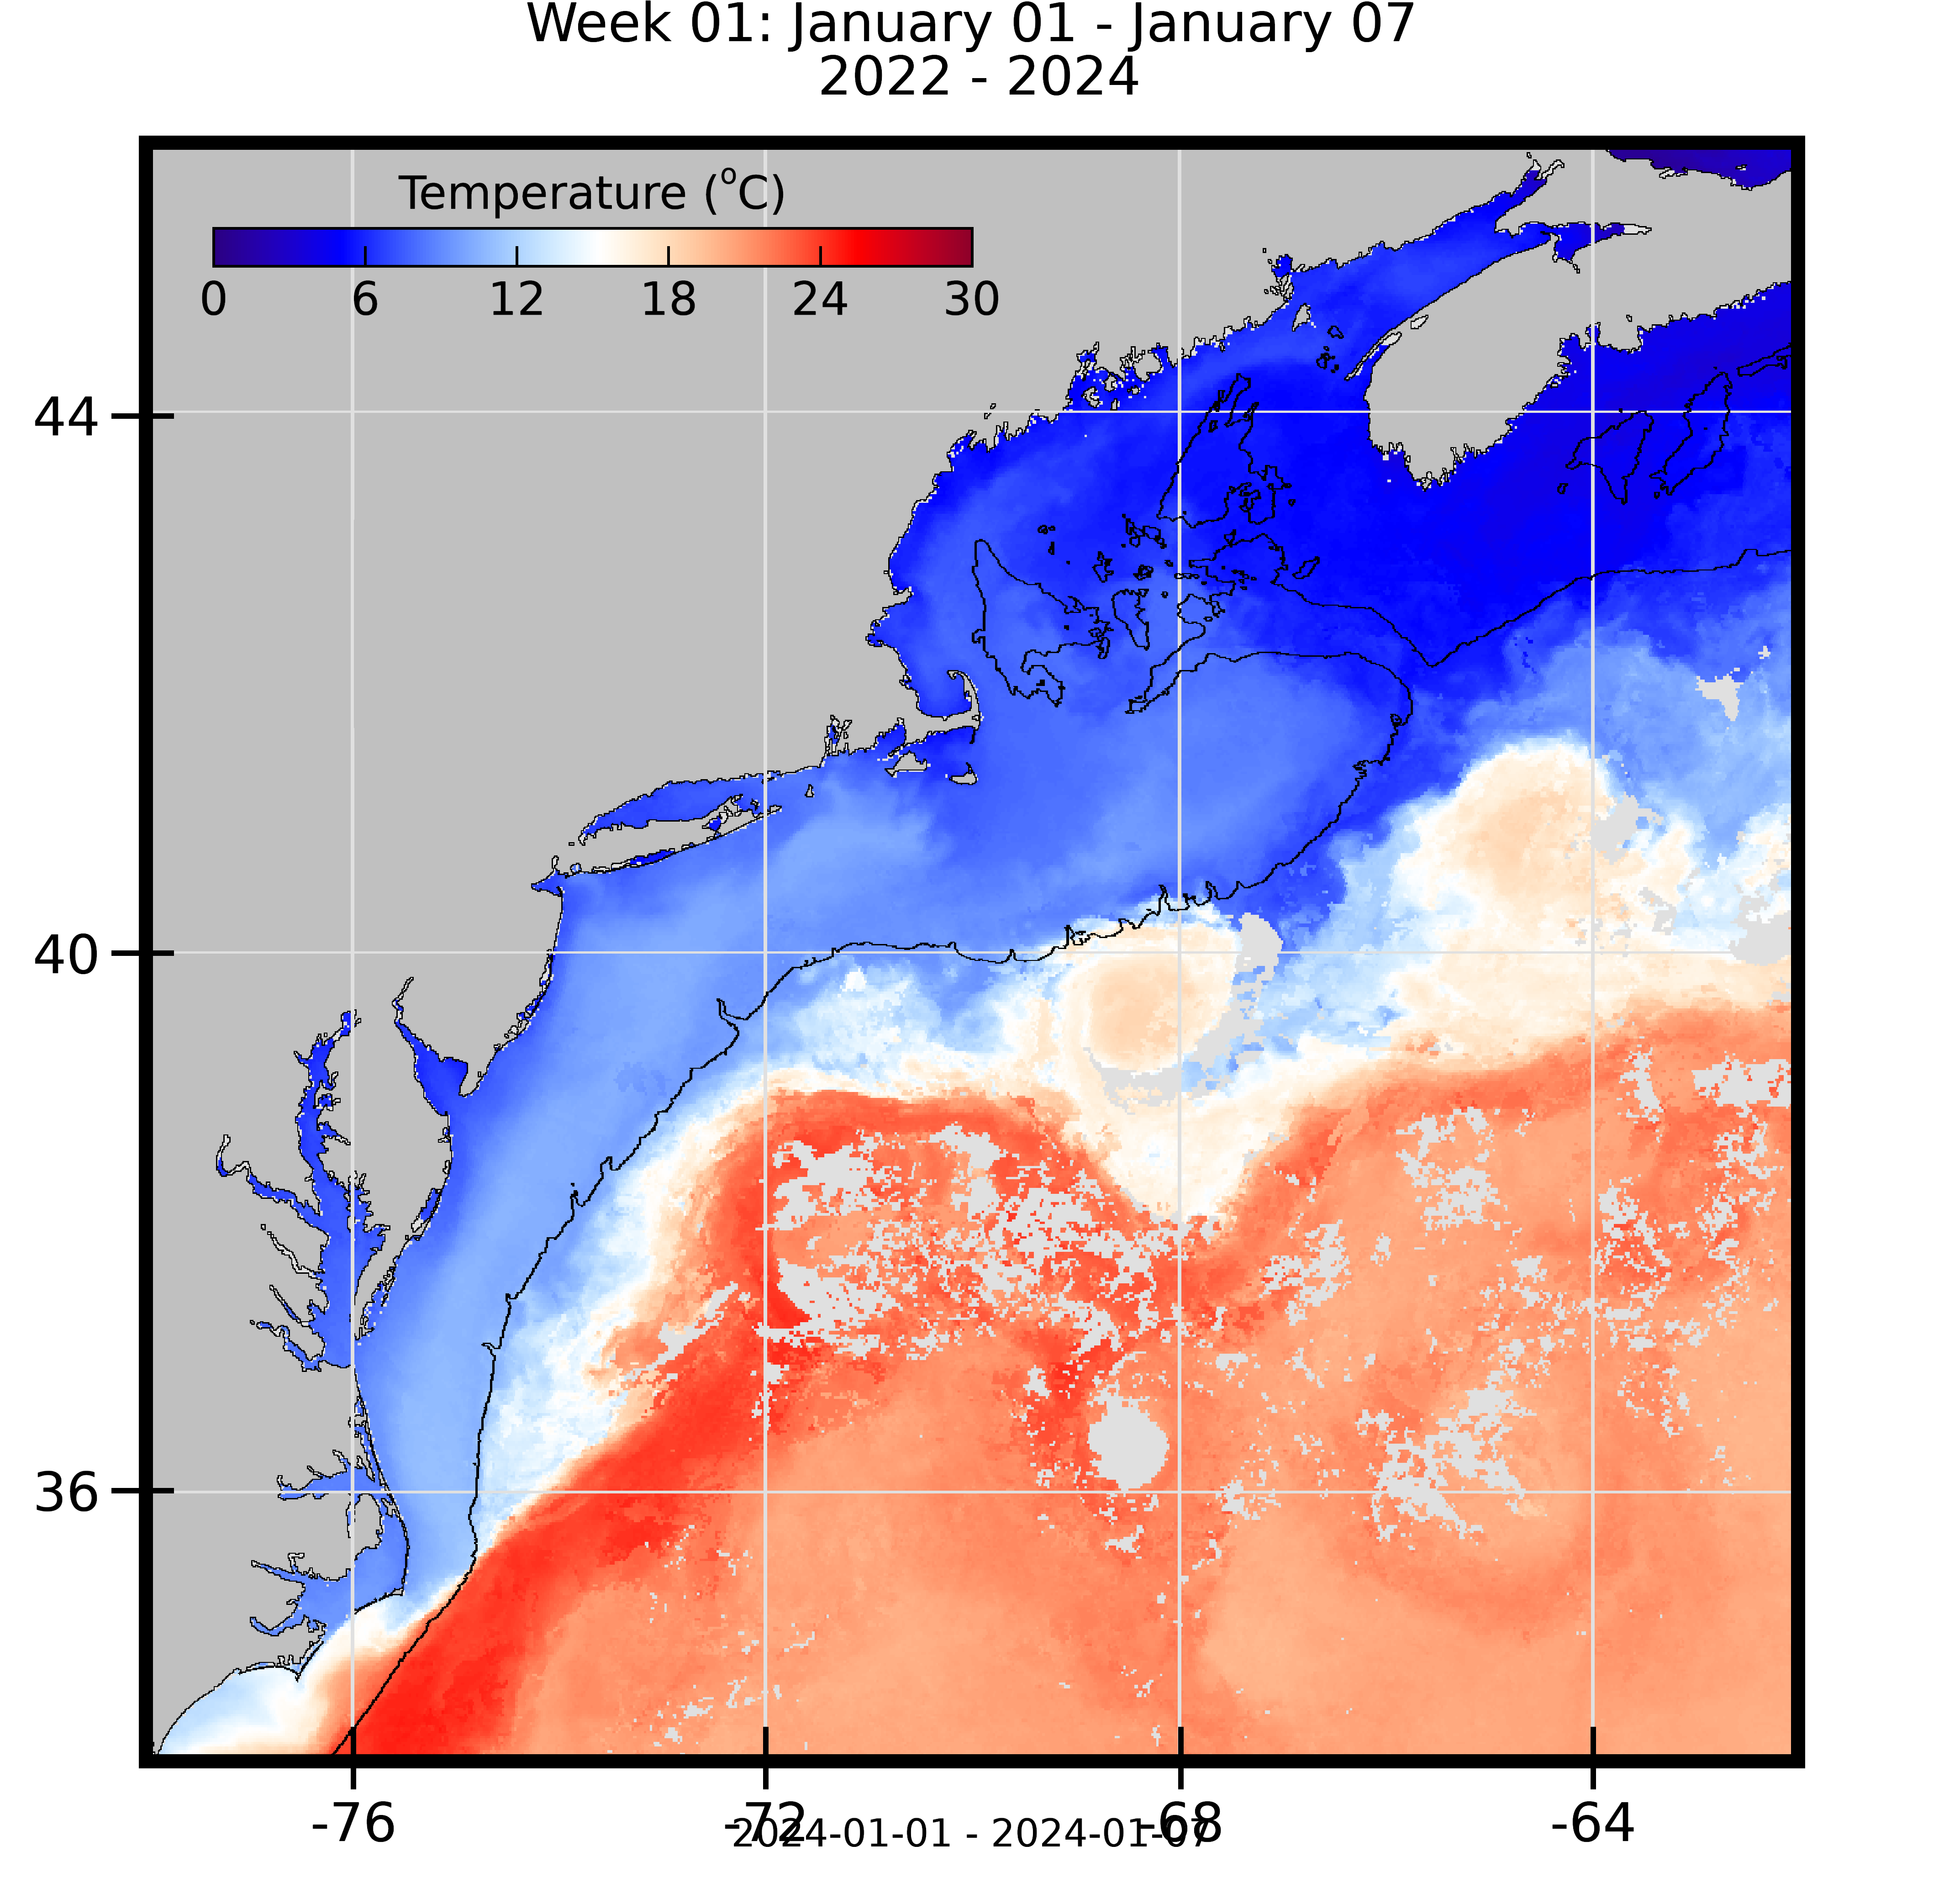 Week 01: January 01 - January 07
2022 - 2024
Temperature (°C)
0 6 12 18 24 30
44
40
36
-76 -72 -68 -64
2024-01-01 - 2024-01-07